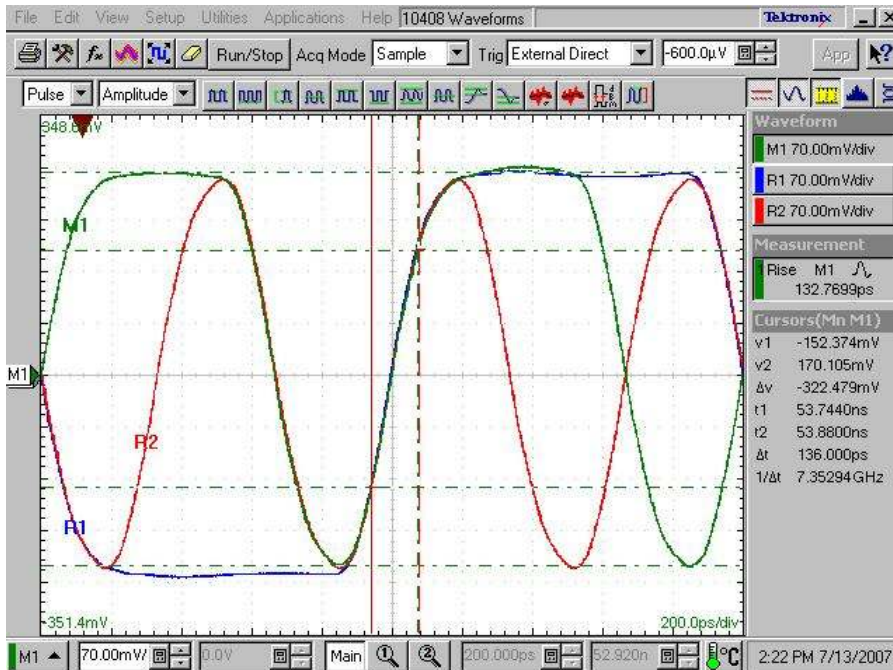 File Edit View Setup Utilities Applications Help 10408 Waveforms Tektronix
Run/Stop Acq Mode Sample Trig External Direct -600.0µV App
Pulse Amplitude
348.6mV
M1
R2
R1
M1
-351.4mV
200.0ps/div
Waveform
M1 70.00mV/div
R1 70.00mV/div
R2 70.00mV/div
Measurement
1 Rise M1
132.7699ps
Cursors(Mn M1)
v1 -152.374mV
v2 170.105mV
Δv -322.479mV
t1 53.7440ns
t2 53.8800ns
Δt 136.000ps
1/Δt 7.35294GHz
M1 70.00mV/ 0.0V Main 1 2 200.000ps 52.920n °C 2:22 PM 7/13/2007